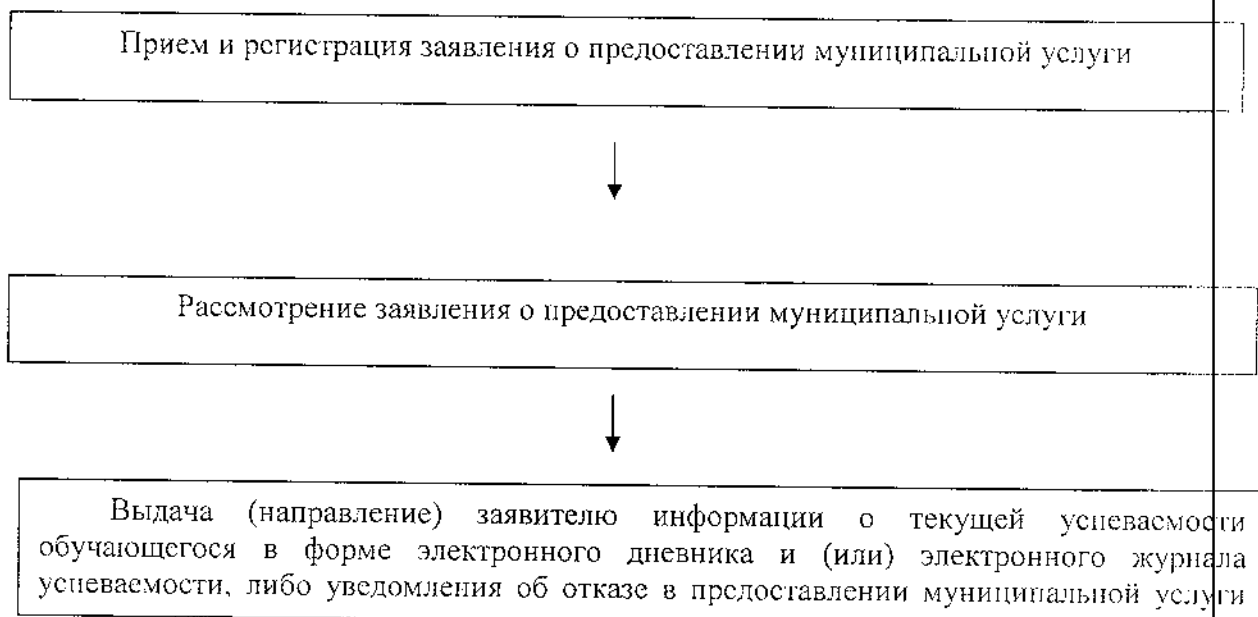 Прием и регистрация заявления о предоставлении муниципальной услуги
Рассмотрение заявления о предоставлении муниципальной услуги
Выдача (направление) заявителю информации о текущей успеваемости
обучающегося в форме электронного дневника и (или) электронного журнала
успеваемости, либо уведомления об отказе в предоставлении муниципальной услуги